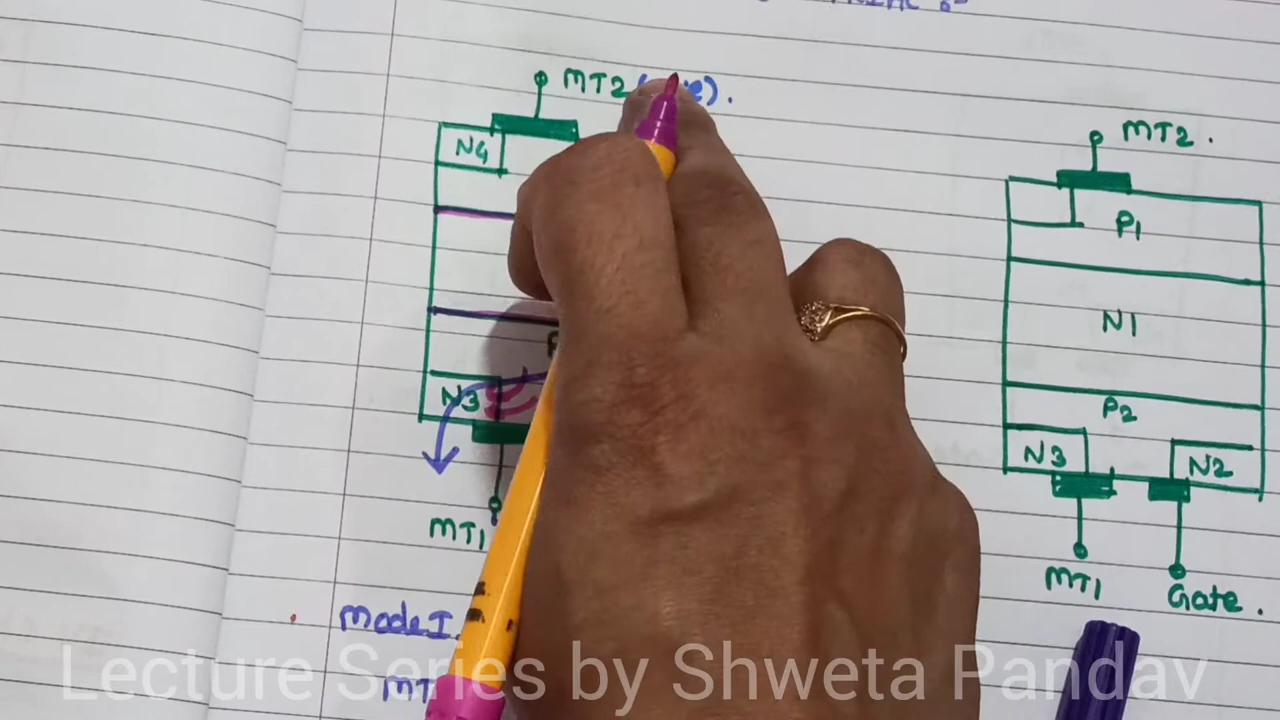 MT2
N4
N3
MT1
Mode I.
MT
MT2.
P1
N1
P2
N3
N2
MT1
Gate.
Lecture Series by Shweta Pandav